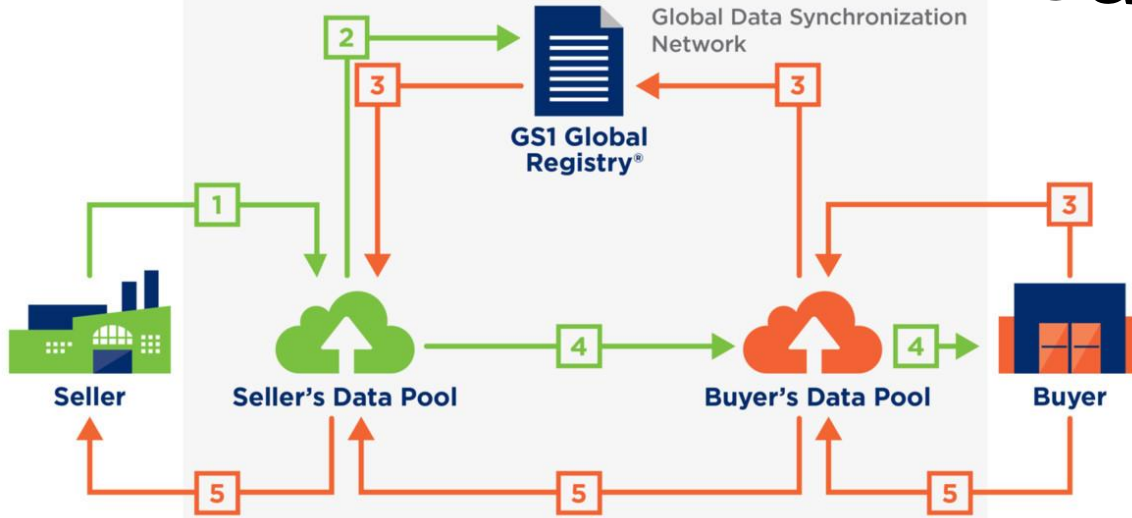 Global Data Synchronization
Network
2
3
3
GS1 Global
Registry®
1
3
4
4
Seller
Seller's Data Pool
Buyer's Data Pool
Buyer
5
5
5